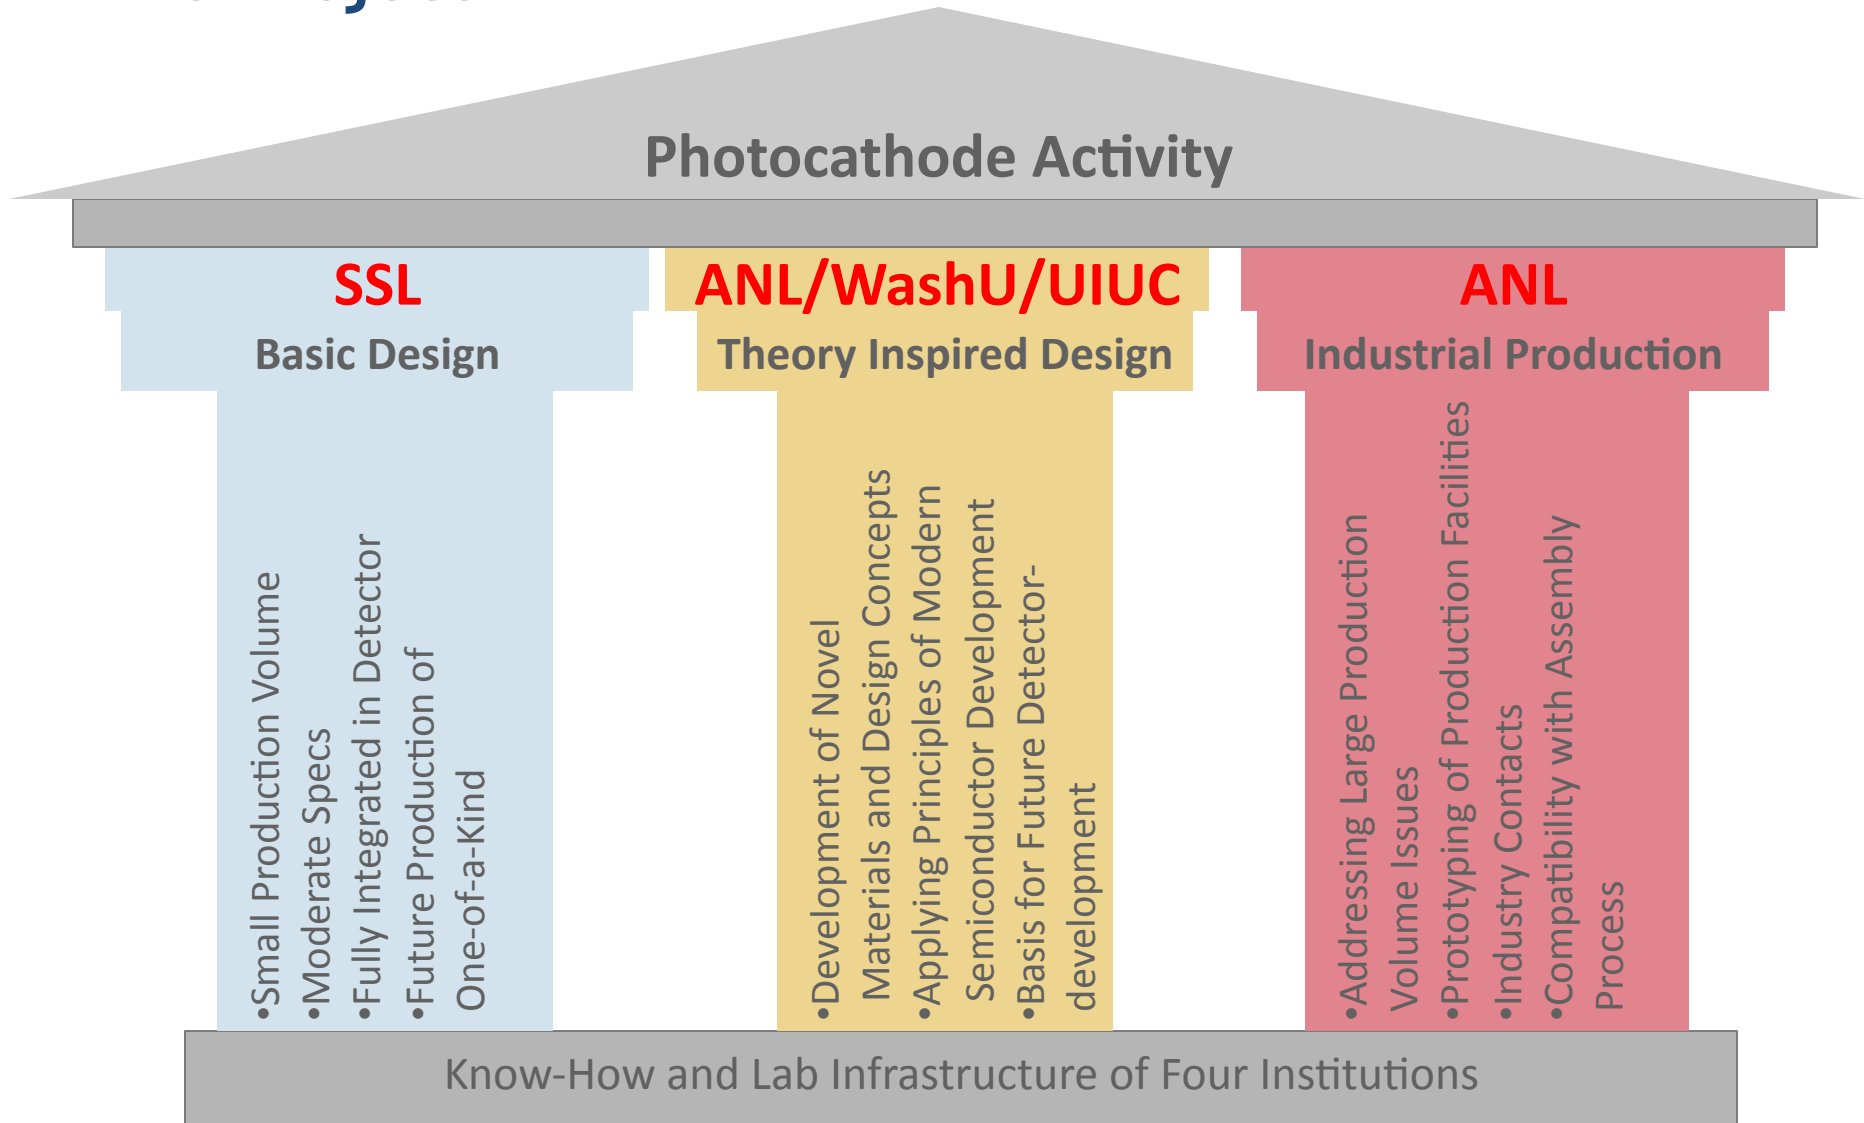 Photocathode Activity
SSL
Basic Design
•Small Production Volume
•Moderate Specs
•Fully Integrated in Detector
•Future Production of
One-of-a-Kind
ANL/WashU/UIUC
Theory Inspired Design
•Development of Novel
Materials and Design Concepts
•Applying Principles of Modern
Semiconductor Development
•Basis for Future Detector-
development
ANL
Industrial Production
•Addressing Large Production
Volume Issues
•Prototyping of Production Facilities
•Industry Contacts
•Compatibility with Assembly
Process
Know-How and Lab Infrastructure of Four Institutions